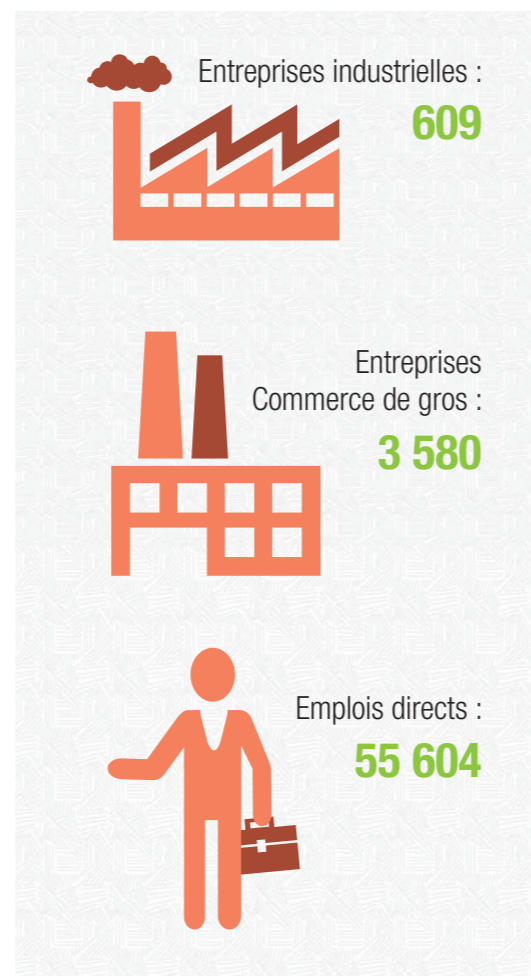 Entreprises industrielles :
609
Entreprises
Commerce de gros :
3 580
Emplois directs :
55 604